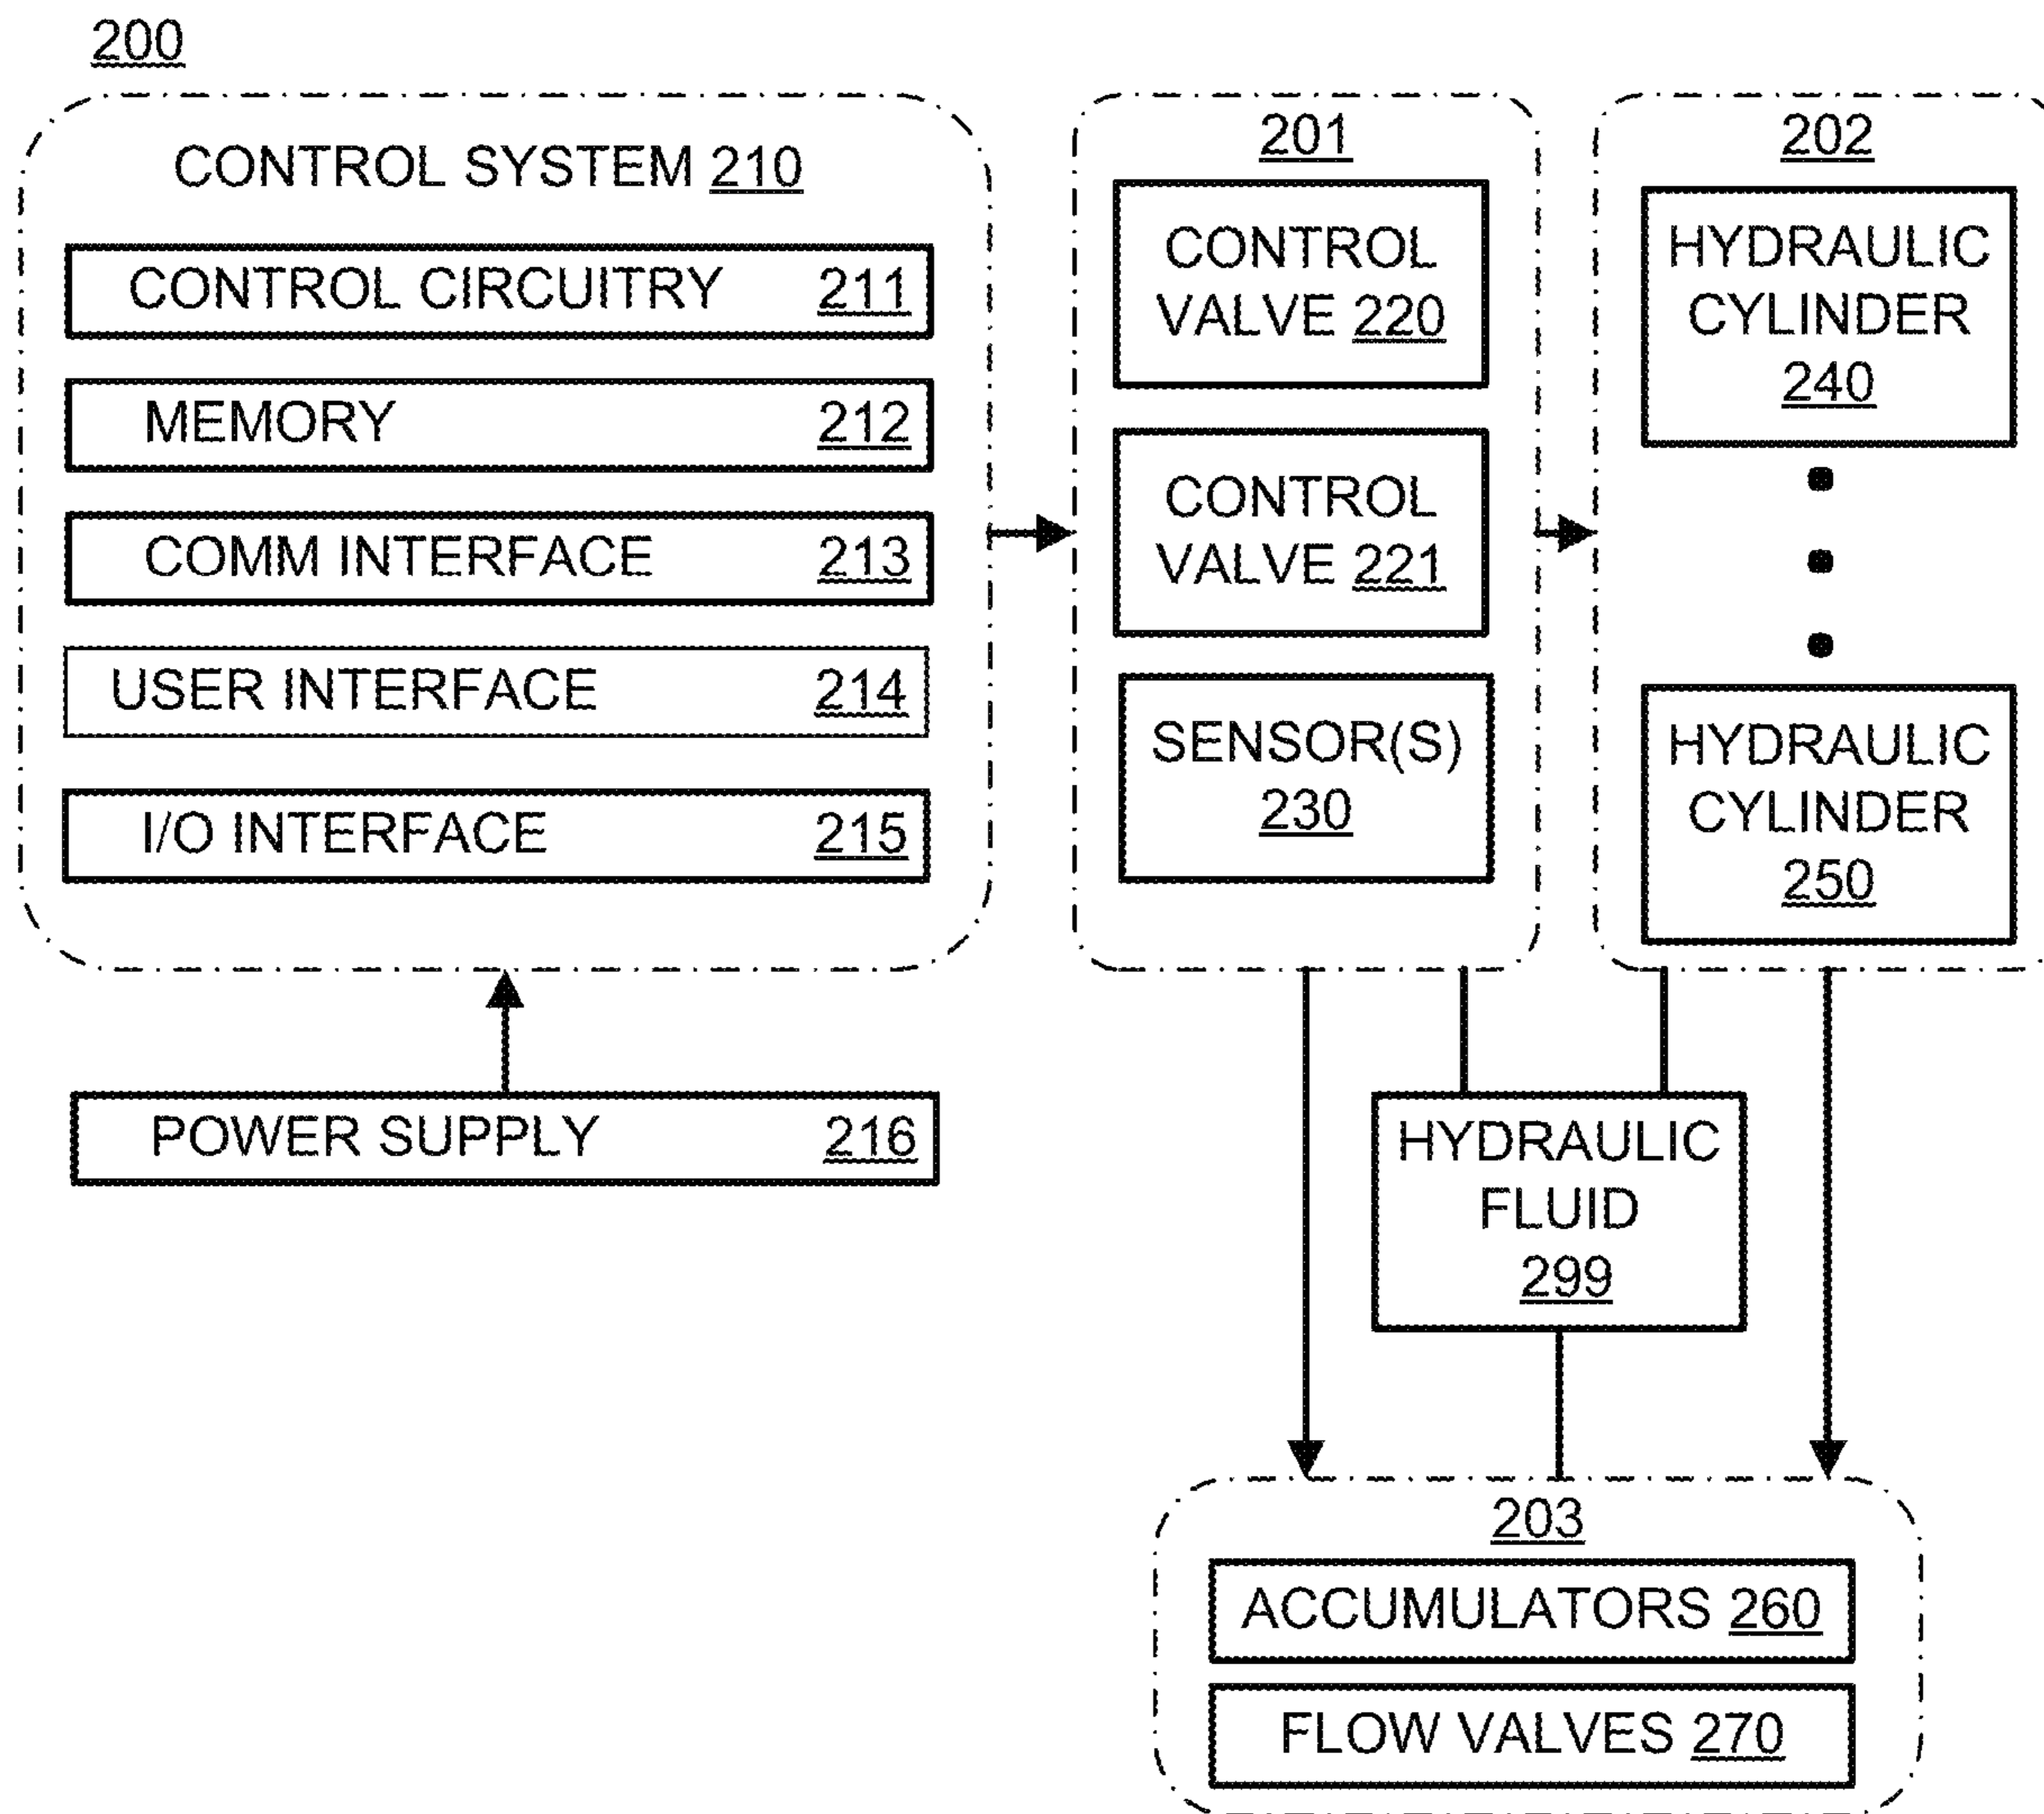 200
CONTROL SYSTEM 210
CONTROL CIRCUITRY 211
MEMORY 212
COMM INTERFACE 213
USER INTERFACE 214
I/O INTERFACE 215
POWER SUPPLY 216
201
CONTROL
VALVE 220
CONTROL
VALVE 221
SENSOR(S)
230
202
HYDRAULIC
CYLINDER
240
HYDRAULIC
CYLINDER
250
HYDRAULIC
FLUID
299
203
ACCUMULATORS 260
FLOW VALVES 270